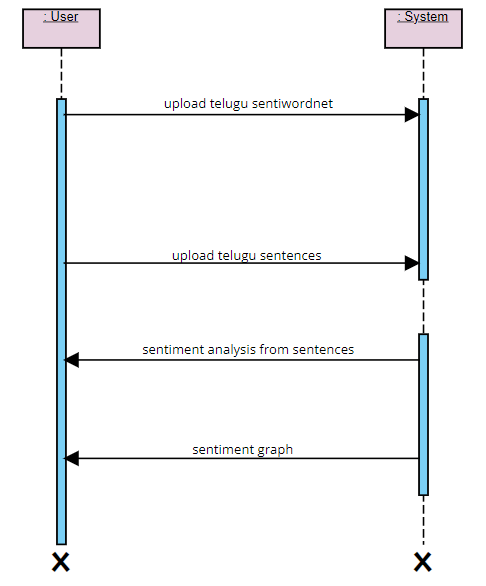 : User
: System
upload telugu sentiwordnet
upload telugu sentences
sentiment analysis from sentences
sentiment graph